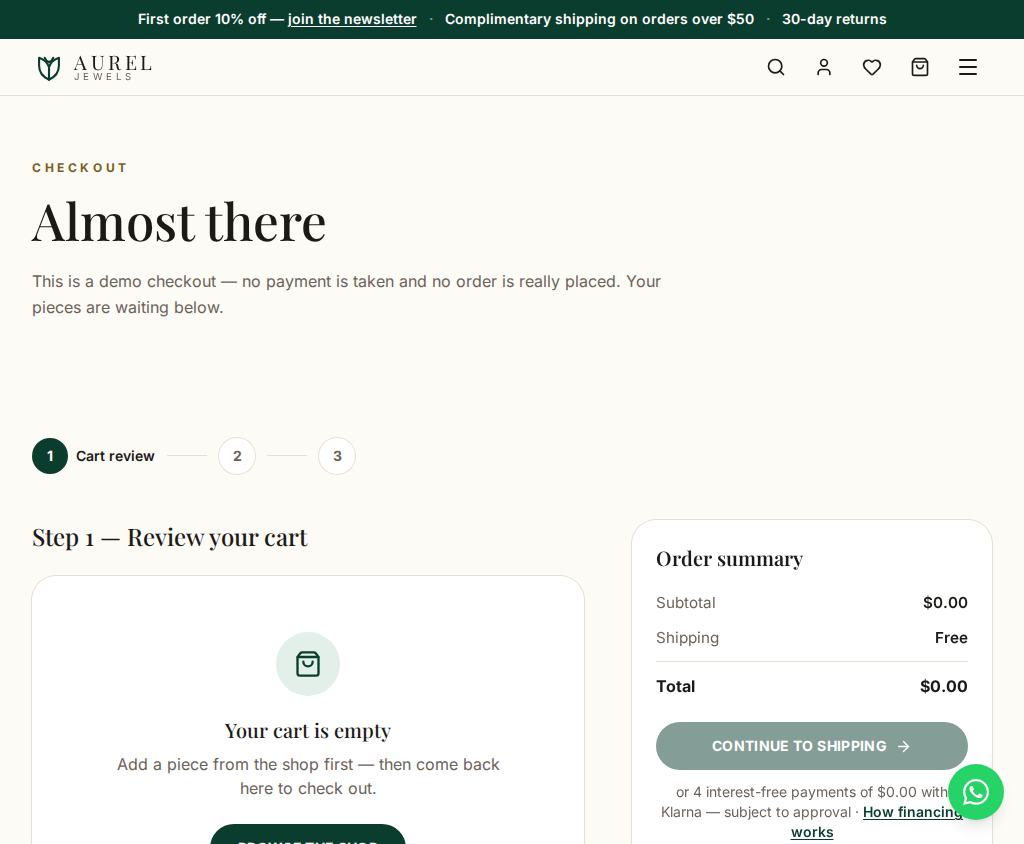 First order 10% off — join the newsletter · Complimentary shipping on orders over $50 · 30-day returns
AUREL
JEWELS
CHECKOUT
Almost there
This is a demo checkout — no payment is taken and no order is really placed. Your
pieces are waiting below.
1 Cart review 2 3
Step 1 — Review your cart
Your cart is empty
Add a piece from the shop first — then come back
here to check out.
BROWSE THE SHOP
Order summary
Subtotal $0.00
Shipping Free
Total $0.00
CONTINUE TO SHIPPING →
or 4 interest-free payments of $0.00 with
Klarna — subject to approval · How financing
works